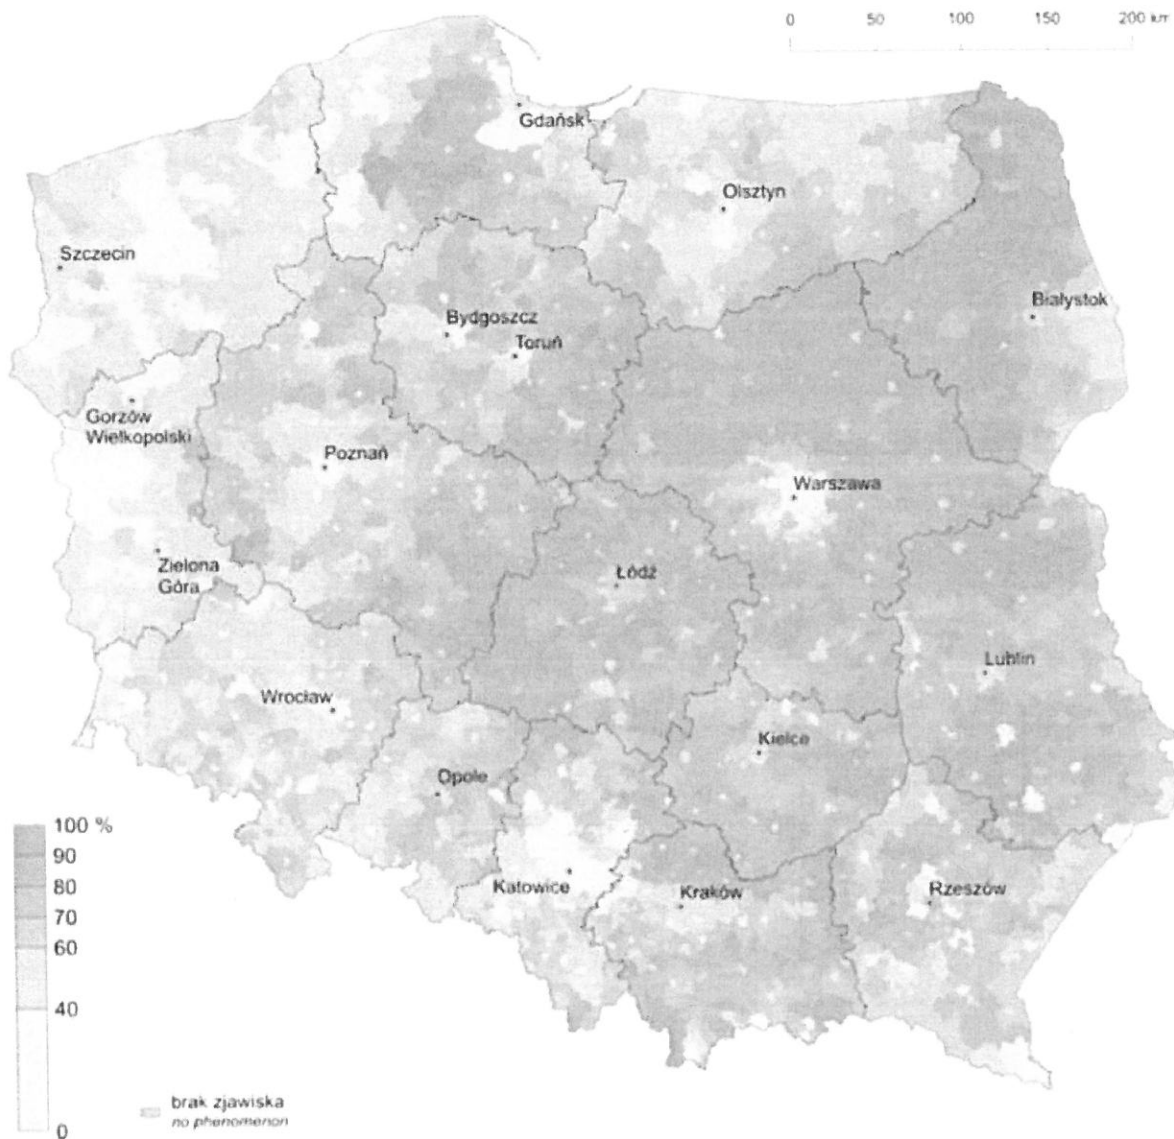 0 50 100 150 200 km
Gdańsk
Olsztyn
Szczecin
Białystok
Bydgoszcz
Toruń
Gorzów
Wielkopolski
Poznań
Warszawa
Zielona
Góra
Łódź
Lublin
Wrocław
Kielce
Opole
100 %
90
80
70
60
40
0
Katowice
Kraków
Rzeszów
brak zjawiska
no phenomenon